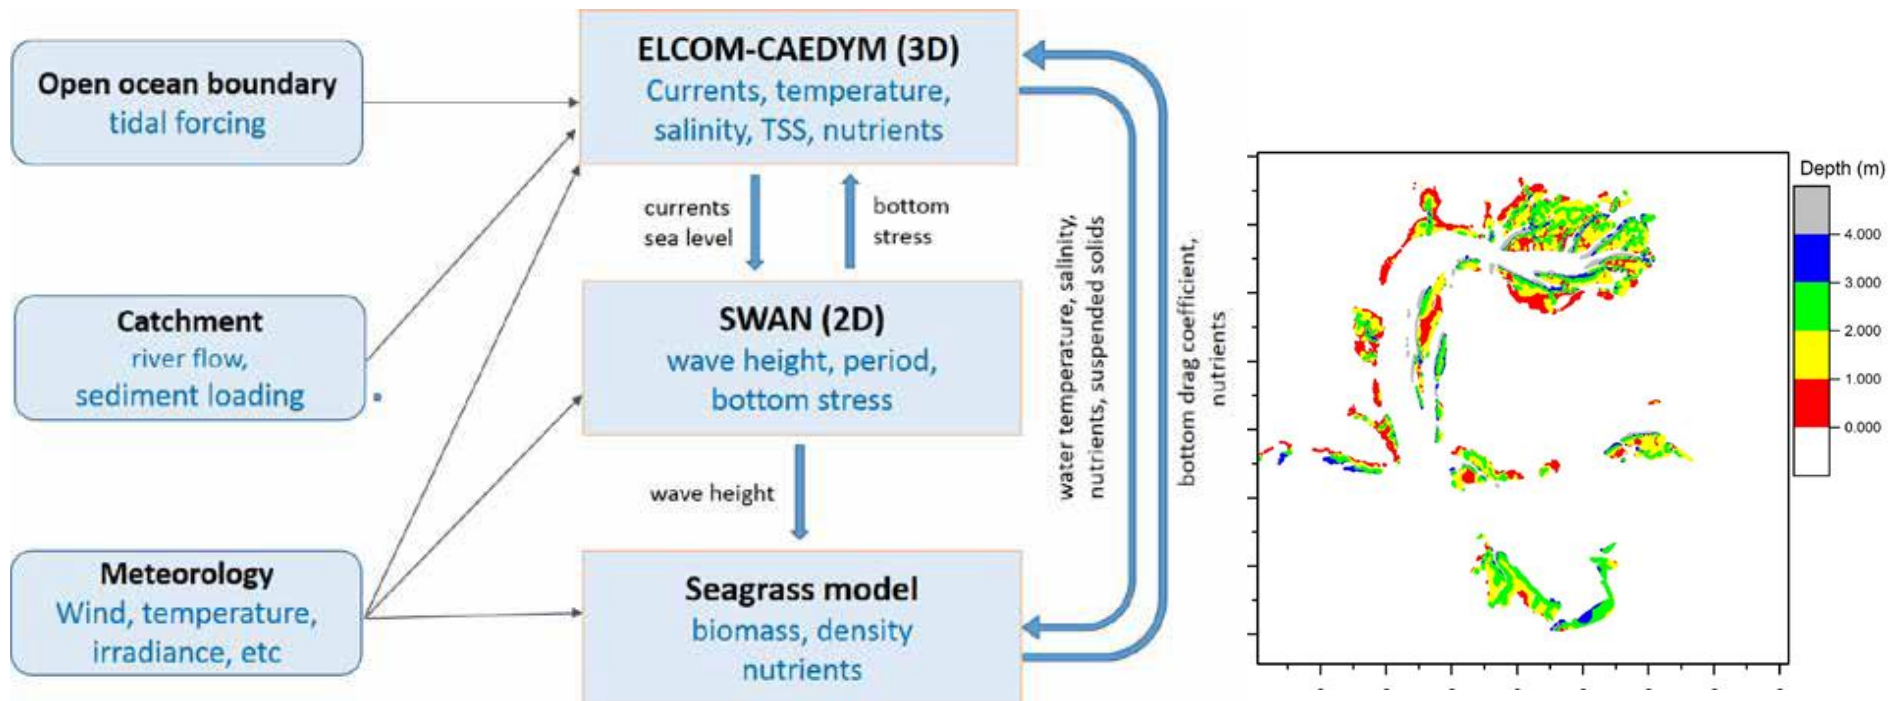 Open ocean boundary
tidal forcing
Catchment
river flow,
sediment loading
Meteorology
Wind, temperature,
irradiance, etc
ELCOM-CAEDYM (3D)
Currents, temperature,
salinity, TSS, nutrients
currents
sea level
bottom
stress
SWAN (2D)
wave height, period,
bottom stress
wave height
Seagrass model
biomass, density
nutrients
water temperature, salinity,
nutrients, suspended solids
bottom drag coefficient,
nutrients
Depth (m)
4.000
3.000
2.000
1.000
0.000